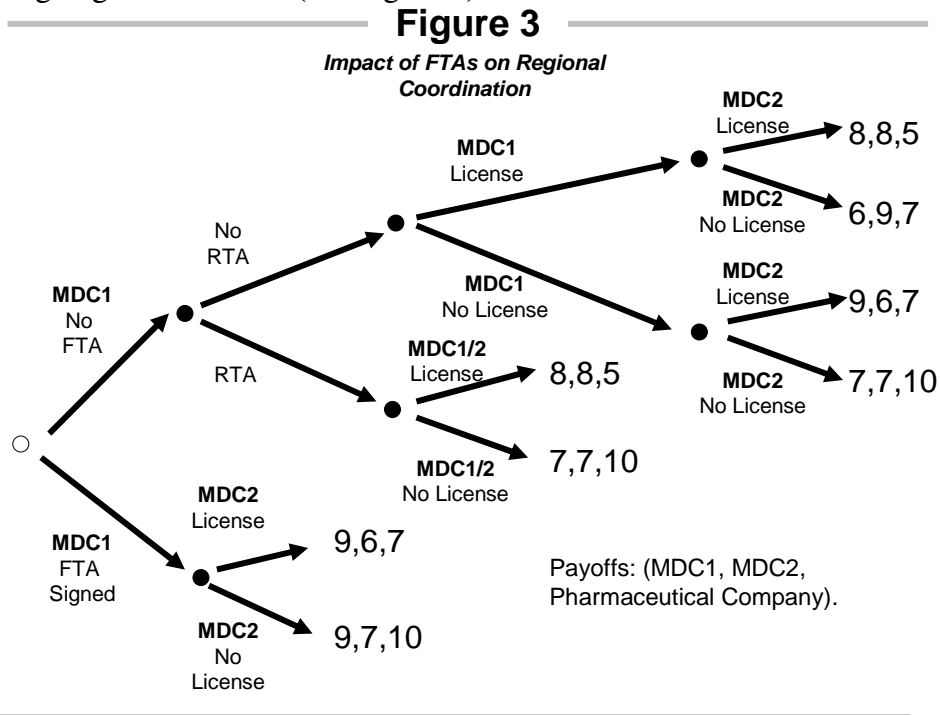 Figure 3
Impact of FTAs on Regional
Coordination
MDC2
License
8,8,5
MDC1
License
MDC2
No License
6,9,7
No
RTA
MDC1
No License
MDC2
License
9,6,7
MDC1
No
FTA
MDC1/2
License
8,8,5
RTA
MDC2
No License
7,7,10
MDC1/2
No License
7,7,10
MDC2
License
9,6,7
MDC1
FTA
Signed
Payoffs: (MDC1, MDC2,
Pharmaceutical Company).
MDC2
No
License
9,7,10